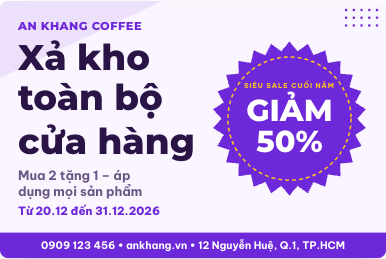 AN KHANG COFFEE
Xả kho
toàn bộ
cửa hàng
Mua 2 tặng 1 – áp
dụng mọi sản phẩm
Từ 20.12 đến 31.12.2026
SIÊU SALE CUỐI NĂM
GIẢM
50%
0909 123 456 • ankhang.vn • 12 Nguyễn Huệ, Q.1, TP.HCM